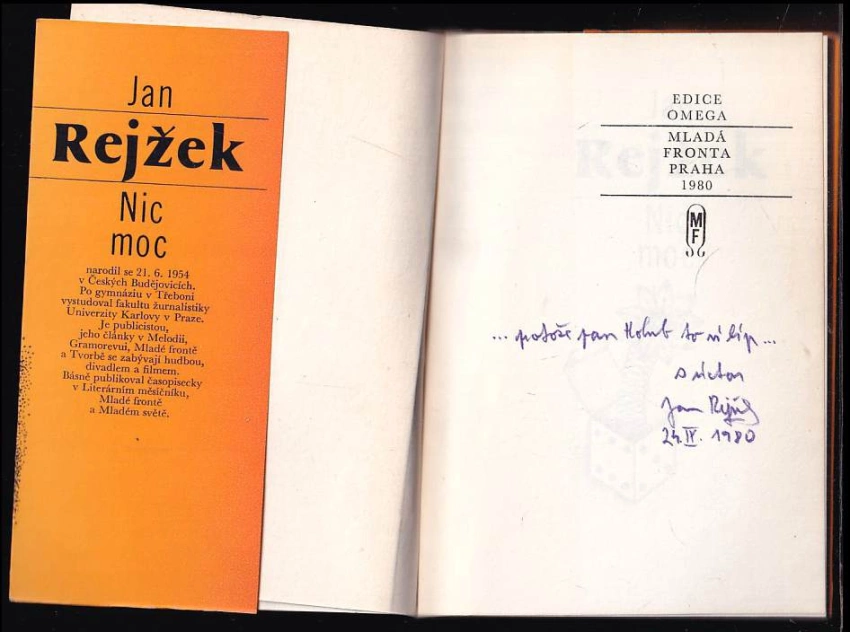 Jan
Rejžek
Nic
moc
narodil se 21. 6. 1954
v Českých Budějovicích.
Po gymnáziu v Třeboni
vystudoval fakultu žurnalistiky
Univerzity Karlovy v Praze.
Je publicistou,
jeho články v Melodii,
Gramorevui, Mladé frontě
a Tvorbě se zabývají hudbou,
divadlem a filmem.
Básně publikoval časopisecky
v Literárním měsíčníku,
Mladé frontě
a Mladém světě.
EDICE
OMEGA
MLADÁ
FRONTA
PRAHA
1980
MF
... pan Holub to ví líp ...
s úctou
Jan Rejžek
24. IV. 1980